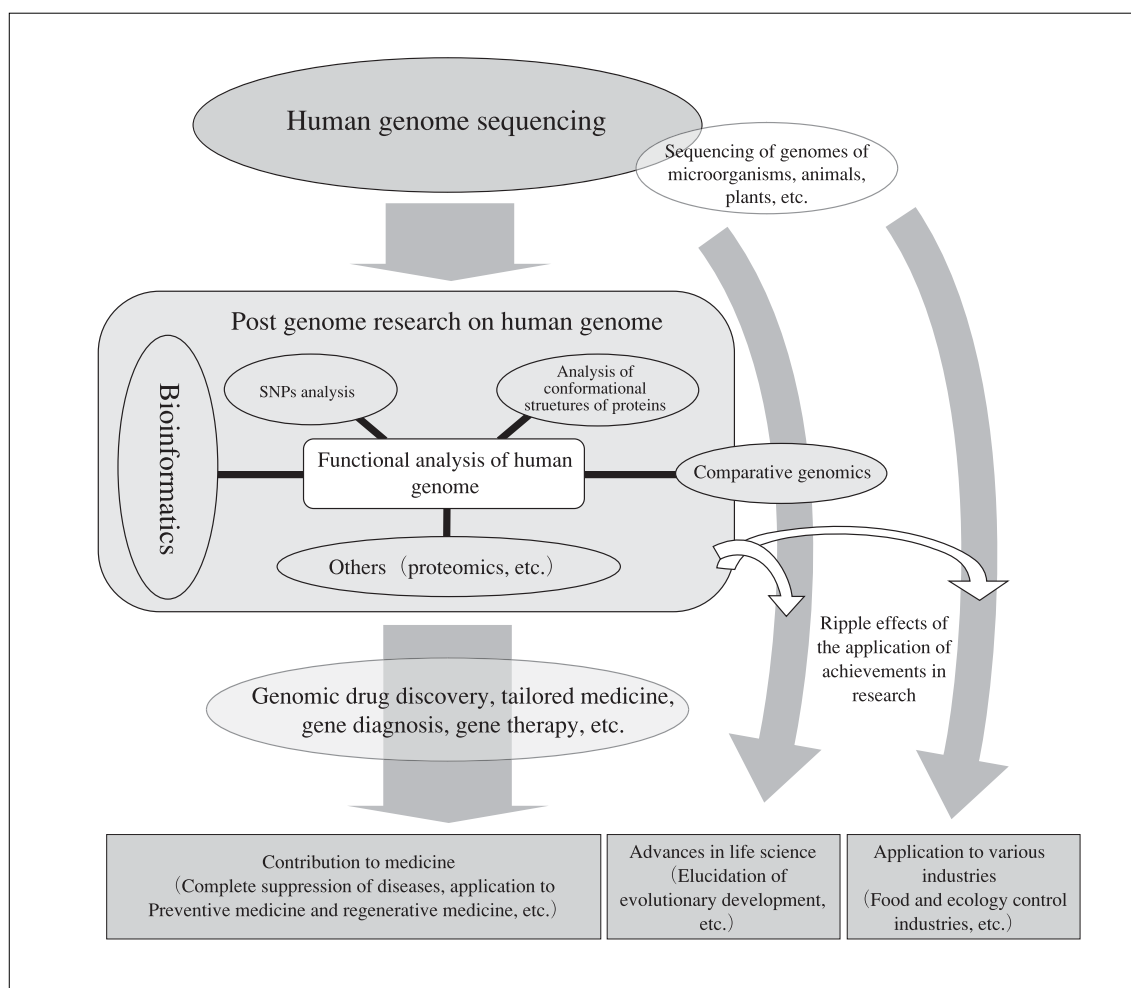 Human genome sequencing
Sequencing of genomes of
microorganisms, animals,
plants, etc.
Post genome research on human genome
Bioinformatics
SNPs analysis
Analysis of
conformational
struetures of proteins
Functional analysis of human
genome
Comparative genomics
Others（proteomics, etc.）
Ripple effects of
the application of
achievements in
research
Genomic drug discovery, tailored medicine,
gene diagnosis, gene therapy, etc.
Contribution to medicine
（Complete suppression of diseases, application to
Preventive medicine and regenerative medicine, etc.）
Advances in life science
（Elucidation of
evolutionary development,
etc.）
Application to various
industries
（Food and ecology control
industries, etc.）